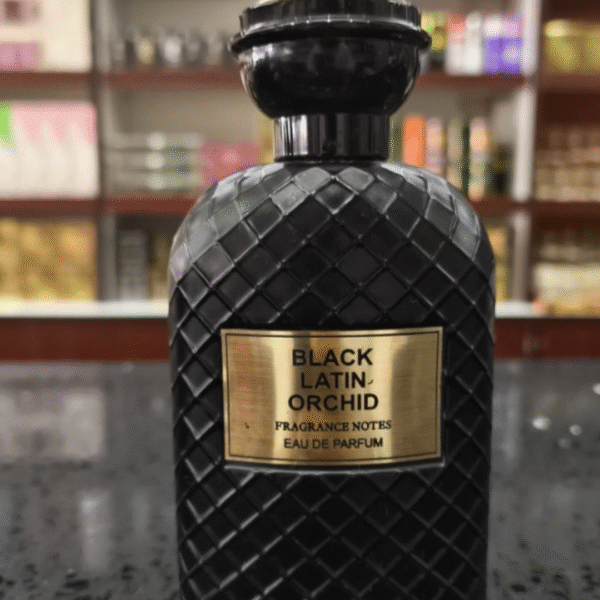 BLACK
LATIN
ORCHID
FRAGRANCE NOTES
EAU DE PARFUM